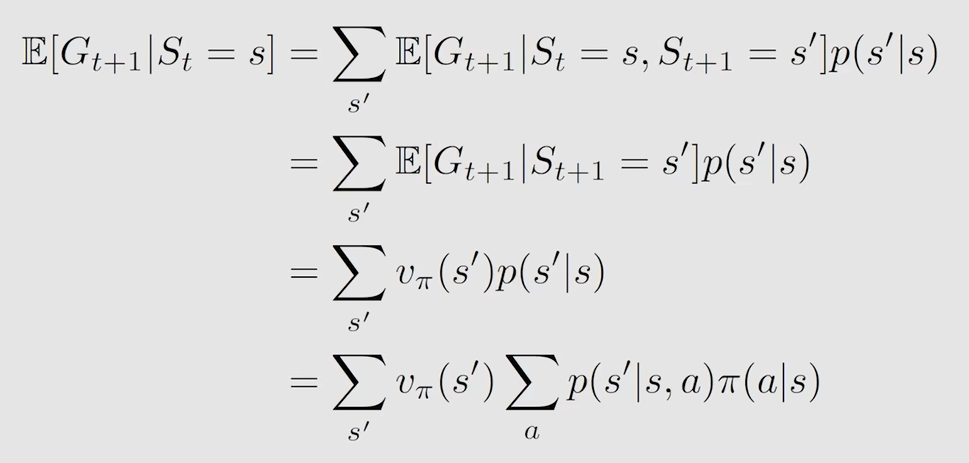 𝔼[G_{t+1}|S_t = s] = ∑_{s′} 𝔼[G_{t+1}|S_t = s, S_{t+1} = s′]p(s′|s)
= ∑_{s′} 𝔼[G_{t+1}|S_{t+1} = s′]p(s′|s)
= ∑_{s′} v_π(s′)p(s′|s)
= ∑_{s′} v_π(s′) ∑_a p(s′|s, a)π(a|s)